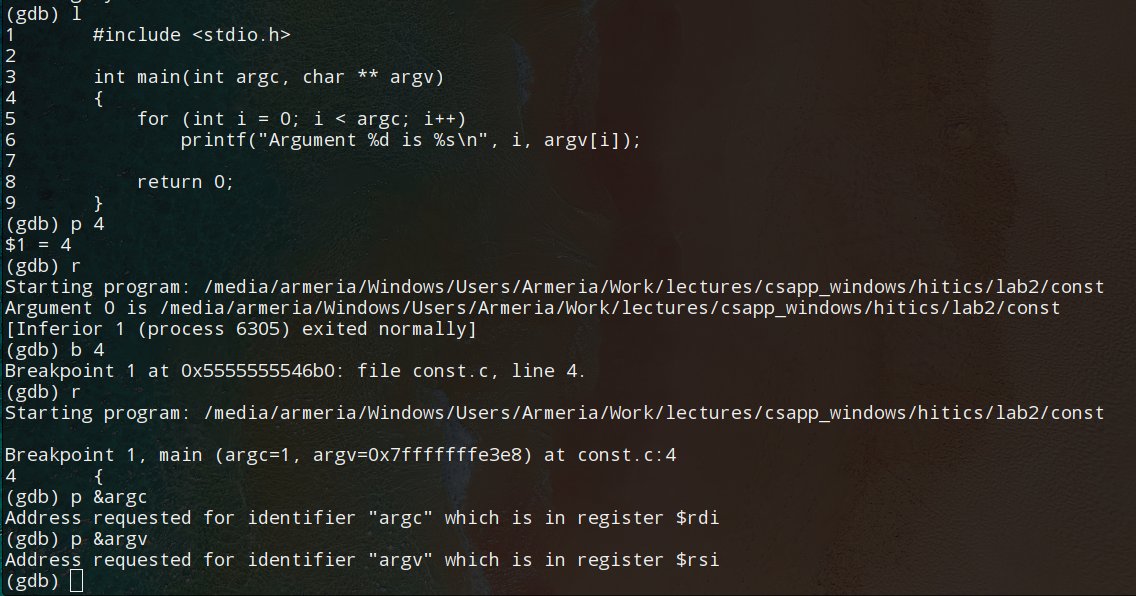 (gdb) l
1       #include <stdio.h>
2
3       int main(int argc, char ** argv)
4       {
5           for (int i = 0; i < argc; i++)
6               printf("Argument %d is %s\n", i, argv[i]);
7
8           return 0;
9       }
(gdb) p 4
$1 = 4
(gdb) r
Starting program: /media/armeria/Windows/Users/Armeria/Work/lectures/csapp_windows/hitics/lab2/const
Argument 0 is /media/armeria/Windows/Users/Armeria/Work/lectures/csapp_windows/hitics/lab2/const
[Inferior 1 (process 6305) exited normally]
(gdb) b 4
Breakpoint 1 at 0x5555555546b0: file const.c, line 4.
(gdb) r
Starting program: /media/armeria/Windows/Users/Armeria/Work/lectures/csapp_windows/hitics/lab2/const

Breakpoint 1, main (argc=1, argv=0x7fffffffe3e8) at const.c:4
4       {
(gdb) p &argc
Address requested for identifier "argc" which is in register $rdi
(gdb) p &argv
Address requested for identifier "argv" which is in register $rsi
(gdb)